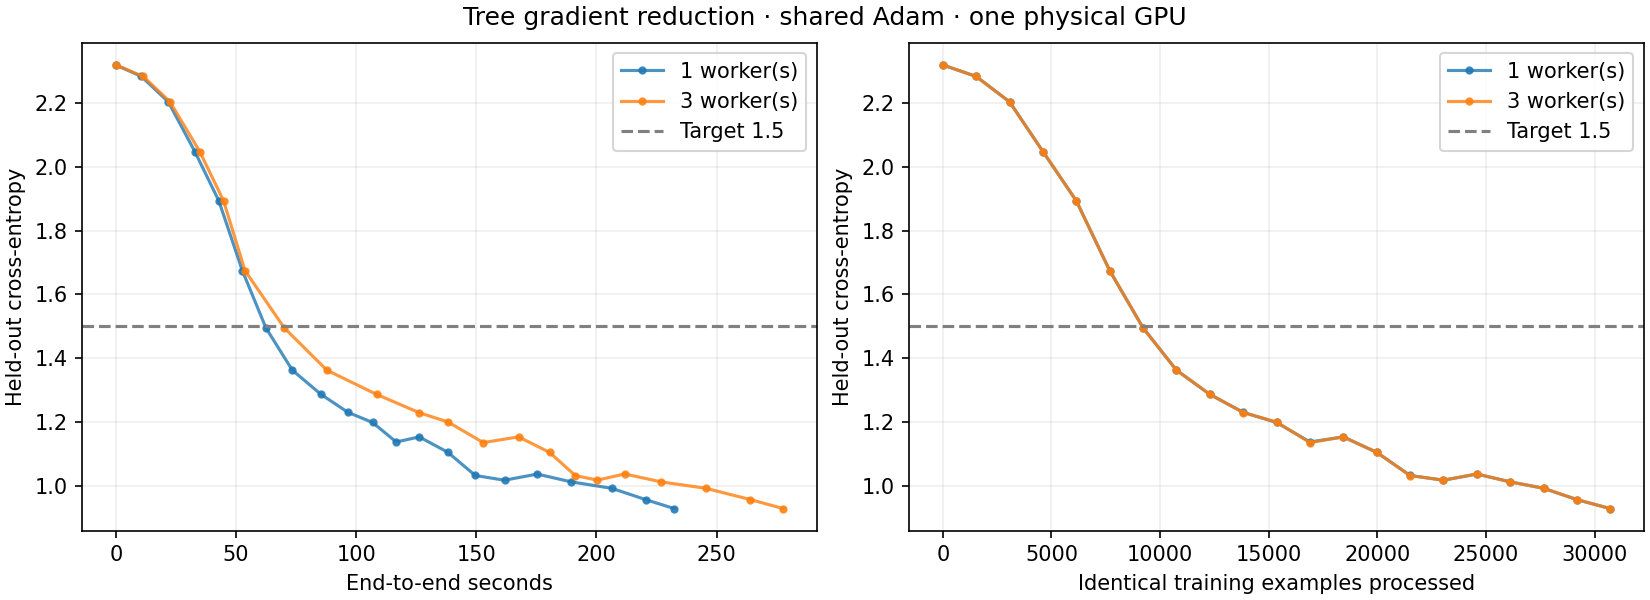 Tree gradient reduction · shared Adam · one physical GPU
Held-out cross-entropy
2.2
2.0
1.8
1.6
1.4
1.2
1.0
1 worker(s)
3 worker(s)
Target 1.5
0
50
100
150
200
250
End-to-end seconds
Held-out cross-entropy
2.2
2.0
1.8
1.6
1.4
1.2
1.0
1 worker(s)
3 worker(s)
Target 1.5
0
5000
10000
15000
20000
25000
30000
Identical training examples processed